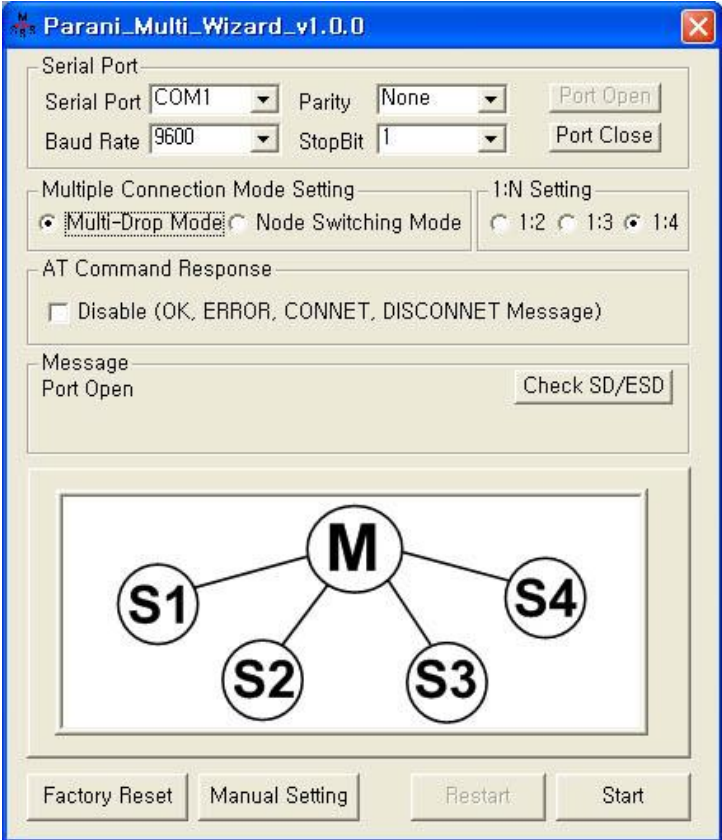 Parani_Multi_Wizard_v1.0.0
Serial Port
Serial Port COM1 Parity None Port Open
Baud Rate 9600 StopBit 1 Port Close
Multiple Connection Mode Setting 1:N Setting
Multi-Drop Mode Node Switching Mode 1:2 1:3 1:4
AT Command Response
Disable (OK, ERROR, CONNET, DISCONNET Message)
Message
Port Open Check SD/ESD
M
S1 S4
S2 S3
Factory Reset Manual Setting Restart Start